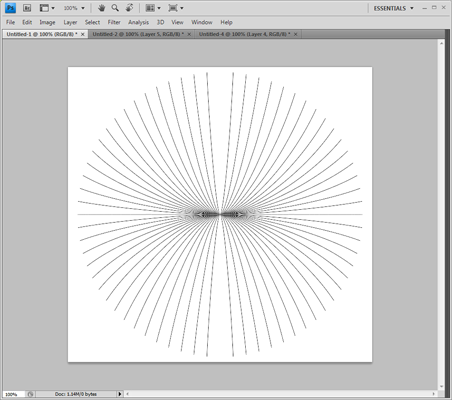 Ps Br 100% ESSENTIALS
File Edit Image Layer Select Filter Analysis 3D View Window Help
Untitled-1 @ 100% (RGB/8) * × Untitled-2 @ 100% (Layer 5, RGB/8) * × Untitled-4 @ 100% (Layer 4, RGB/8) * ×
100% Doc: 1.14M/0 bytes